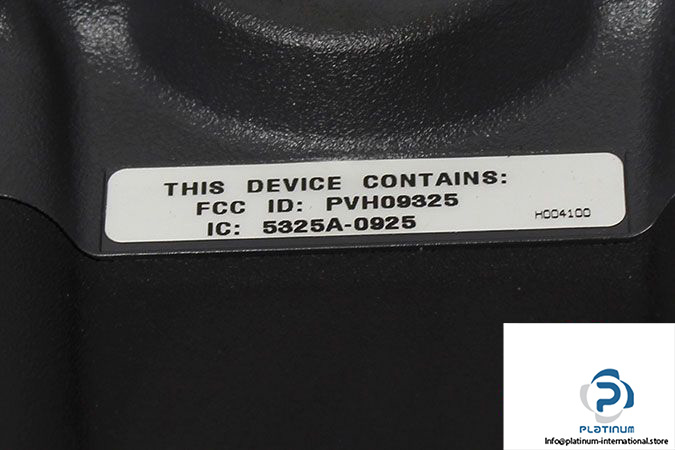 THIS DEVICE CONTAINS:
FCC ID: PVH09325
IC: 5325A-0925
H004100
PLATINUM
Info@platinum-international.store